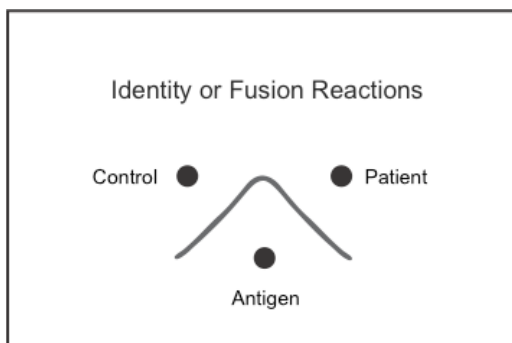 Identity or Fusion Reactions
Control
Patient
Antigen